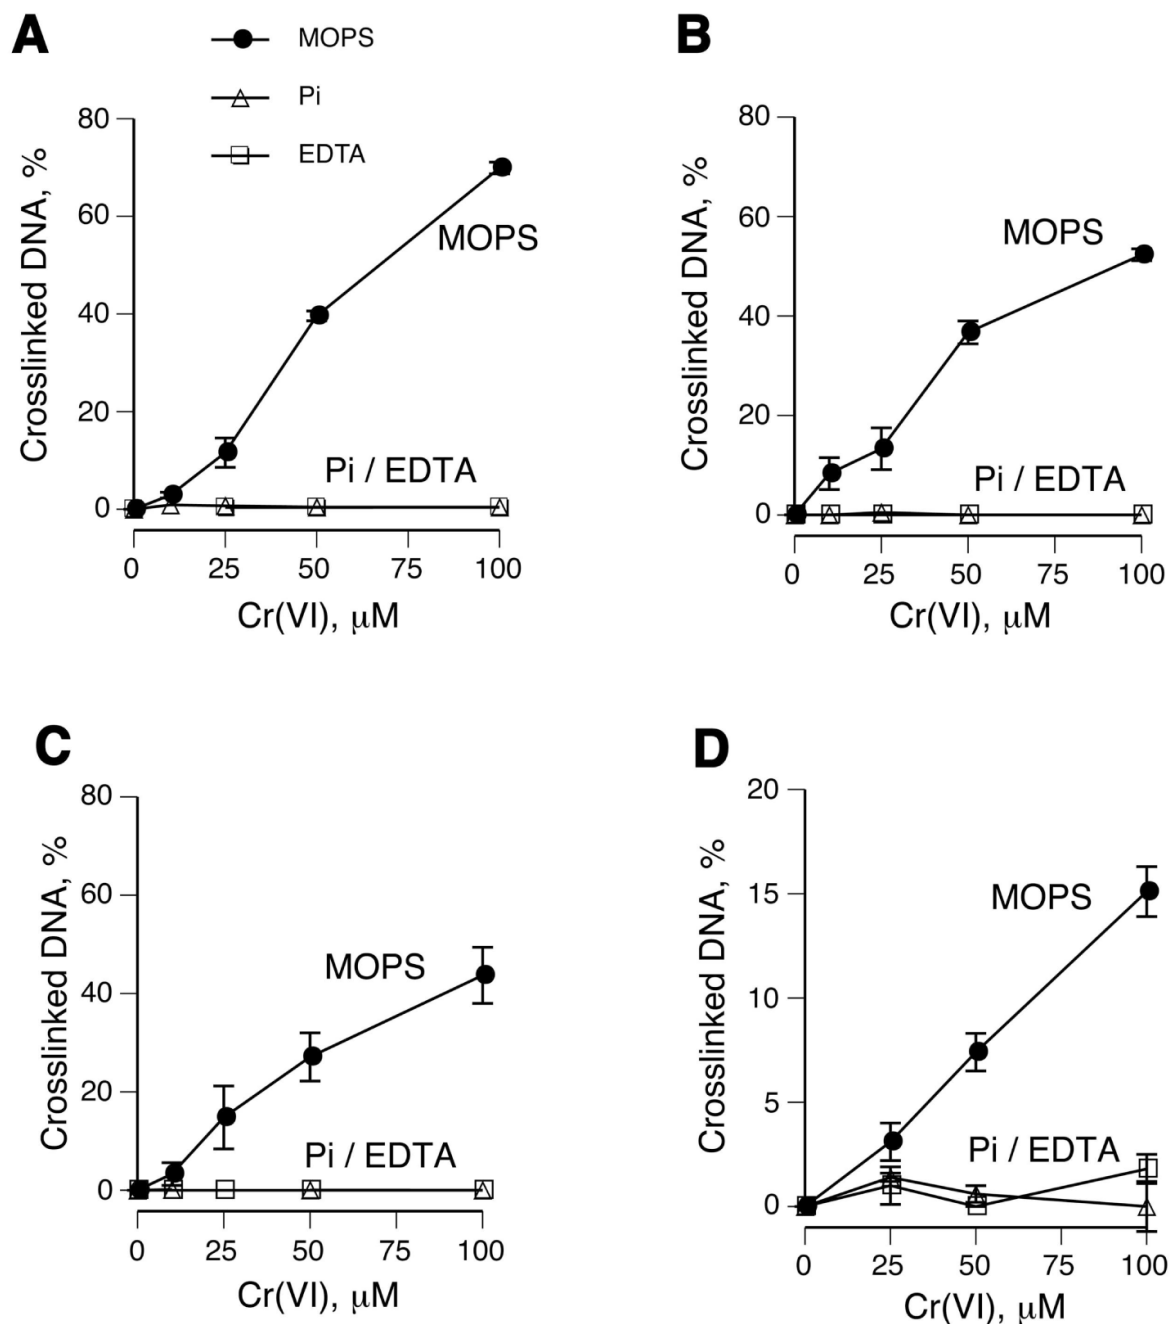 A
MOPS
Pi
EDTA
80
60
40
20
0
Crosslinked DNA, %
MOPS
Pi / EDTA
0 25 50 75 100
Cr(VI), μM
B
80
60
40
20
0
Crosslinked DNA, %
MOPS
Pi / EDTA
0 25 50 75 100
Cr(VI), μM
C
80
60
40
20
0
Crosslinked DNA, %
MOPS
Pi / EDTA
0 25 50 75 100
Cr(VI), μM
D
20
15
10
5
0
Crosslinked DNA, %
MOPS
Pi / EDTA
0 25 50 75 100
Cr(VI), μM